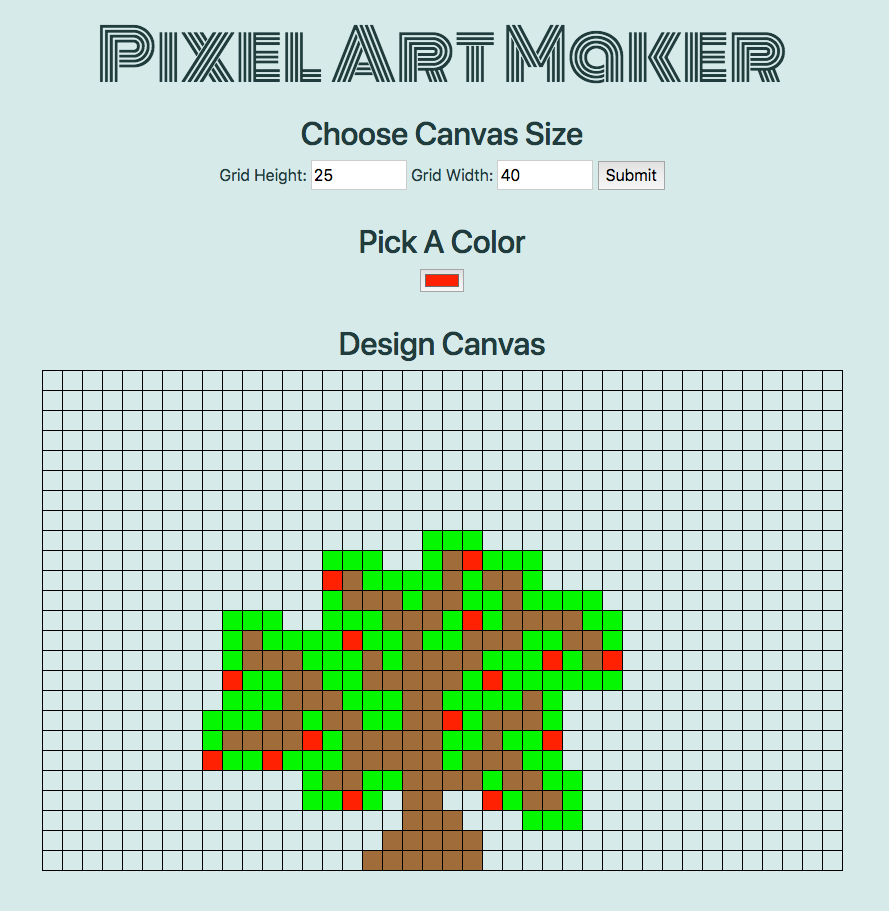 Pixel Art Maker
Choose Canvas Size
Grid Height: 25 Grid Width: 40 Submit
Pick A Color
Design Canvas